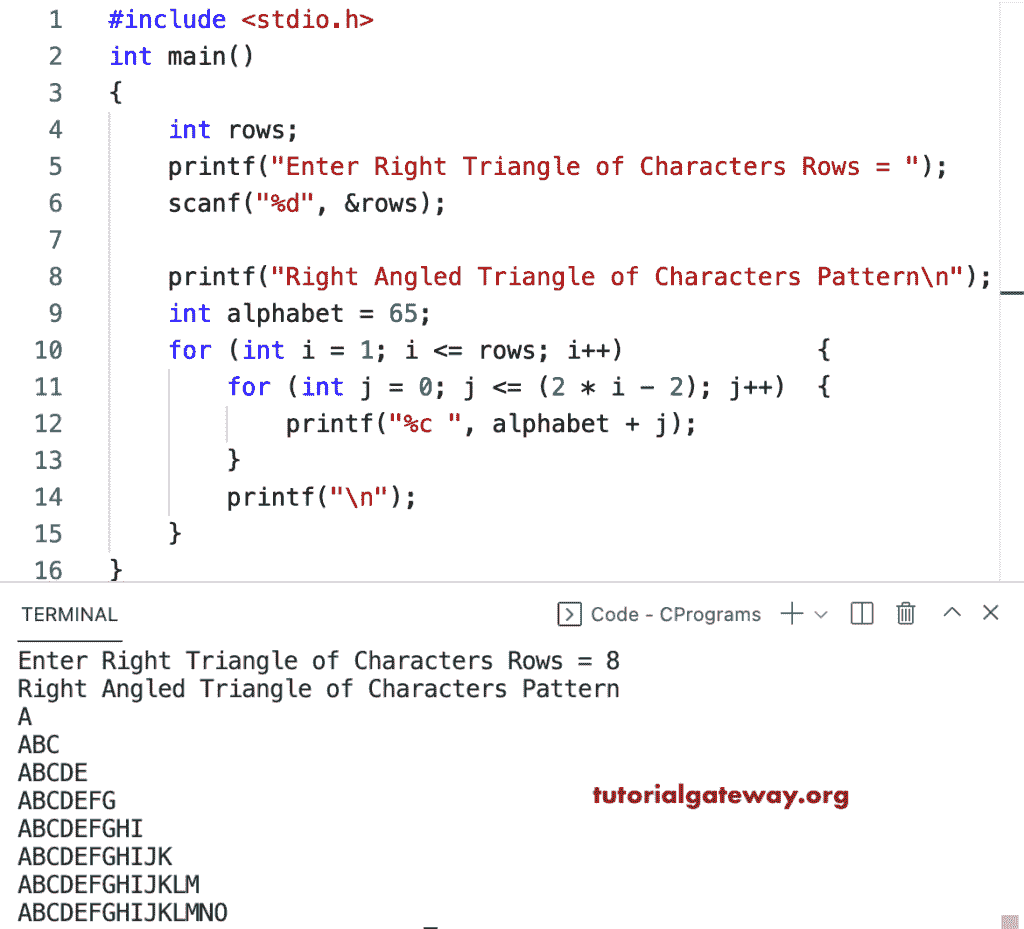 1 #include <stdio.h>
2 int main()
3 {
4     int rows;
5     printf("Enter Right Triangle of Characters Rows = ");
6     scanf("%d", &rows);
7
8     printf("Right Angled Triangle of Characters Pattern\n");
9     int alphabet = 65;
10     for (int i = 1; i <= rows; i++)             {
11         for (int j = 0; j <= (2 * i - 2); j++)  {
12             printf("%c ", alphabet + j);
13         }
14         printf("\n");
15     }
16 }
TERMINAL Code - CPrograms
Enter Right Triangle of Characters Rows = 8
Right Angled Triangle of Characters Pattern
A
ABC
ABCDE
ABCDEFG
tutorialgateway.org
ABCDEFGHI
ABCDEFGHIJK
ABCDEFGHIJKLM
ABCDEFGHIJKLMNO